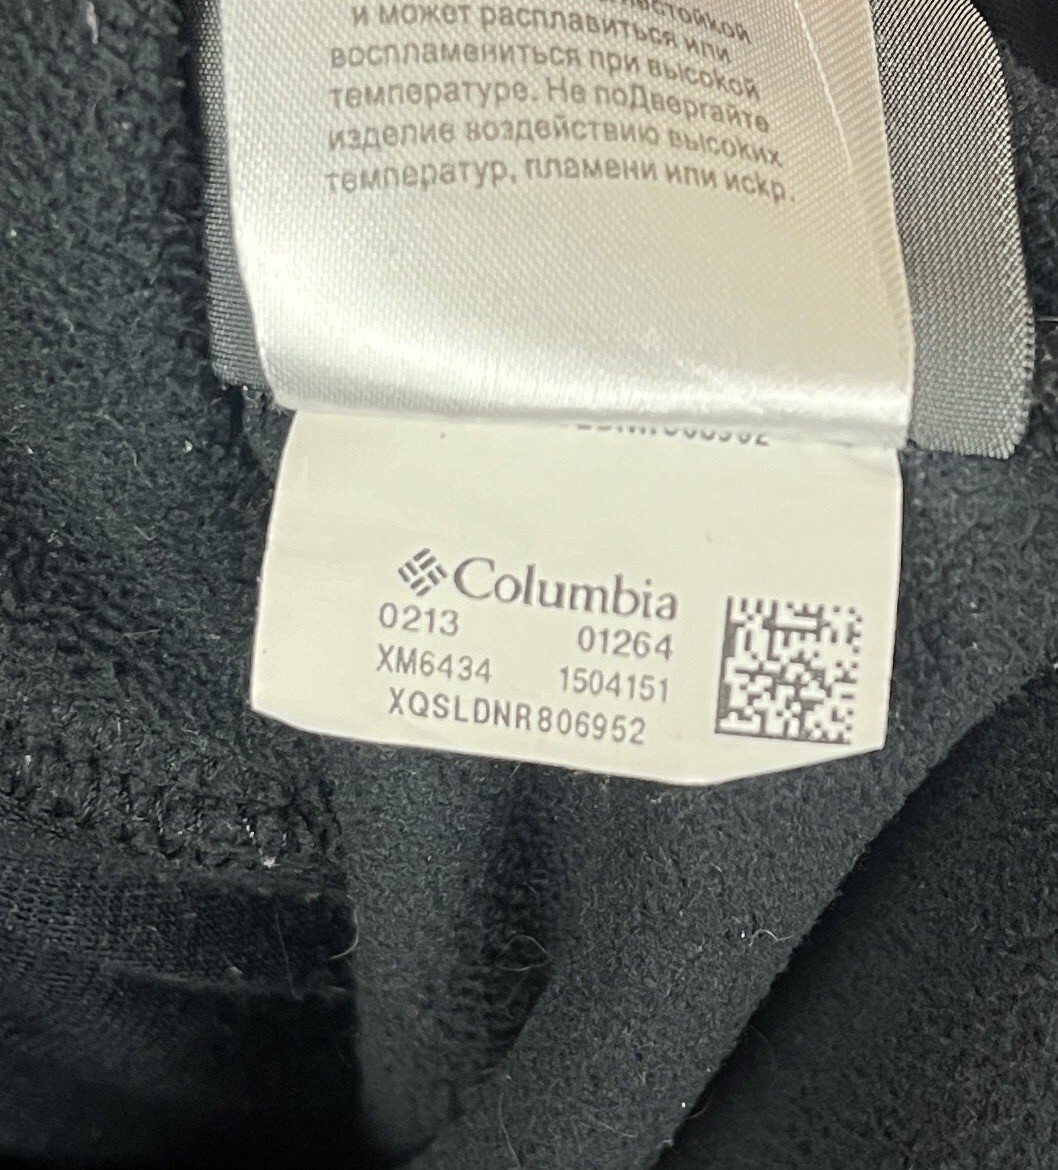 и может расплавиться или
воспламениться при высокой
температуре. Не подвергайте
изделие воздействию высоких
температур, пламени или искр.
Columbia
0213 01264
XM6434 1504151
XQSLDNR806952